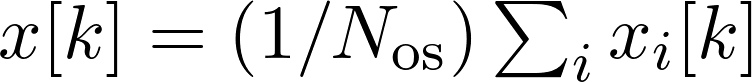 x[k] = (1/N_os) ∑_i x_i[k]